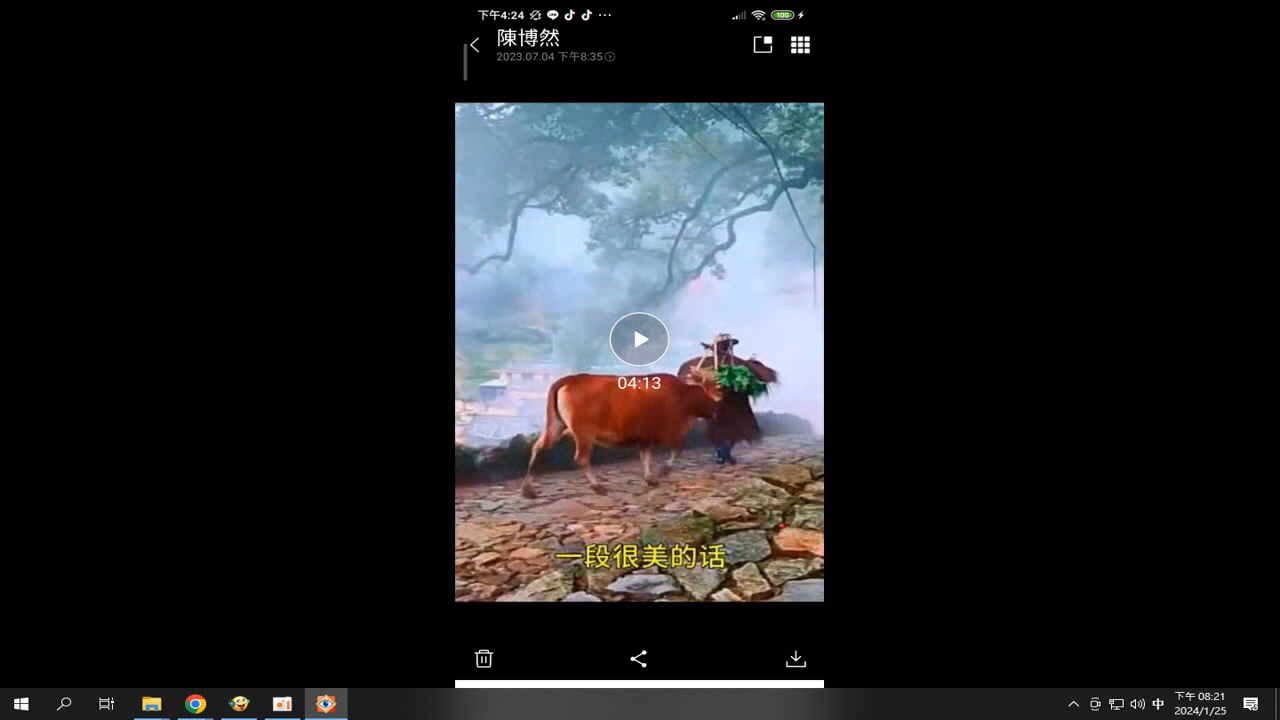 下午4:24
100
陳博然
2023.07.04 下午8:35
04:13
一段很美的话
中
下午 08:21
2024/1/25